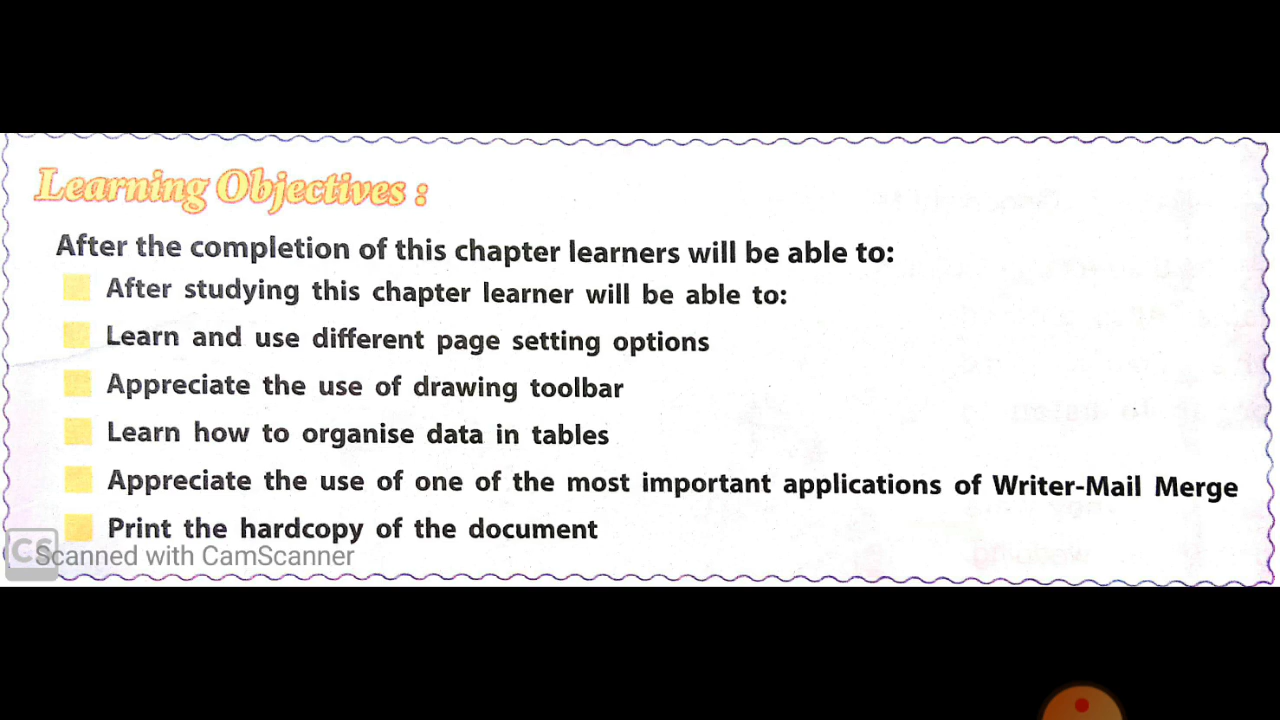 Learning Objectives :
After the completion of this chapter learners will be able to:
After studying this chapter learner will be able to:
Learn and use different page setting options
Appreciate the use of drawing toolbar
Learn how to organise data in tables
Appreciate the use of one of the most important applications of Writer-Mail Merge
Print the hardcopy of the document
CS Scanned with CamScanner